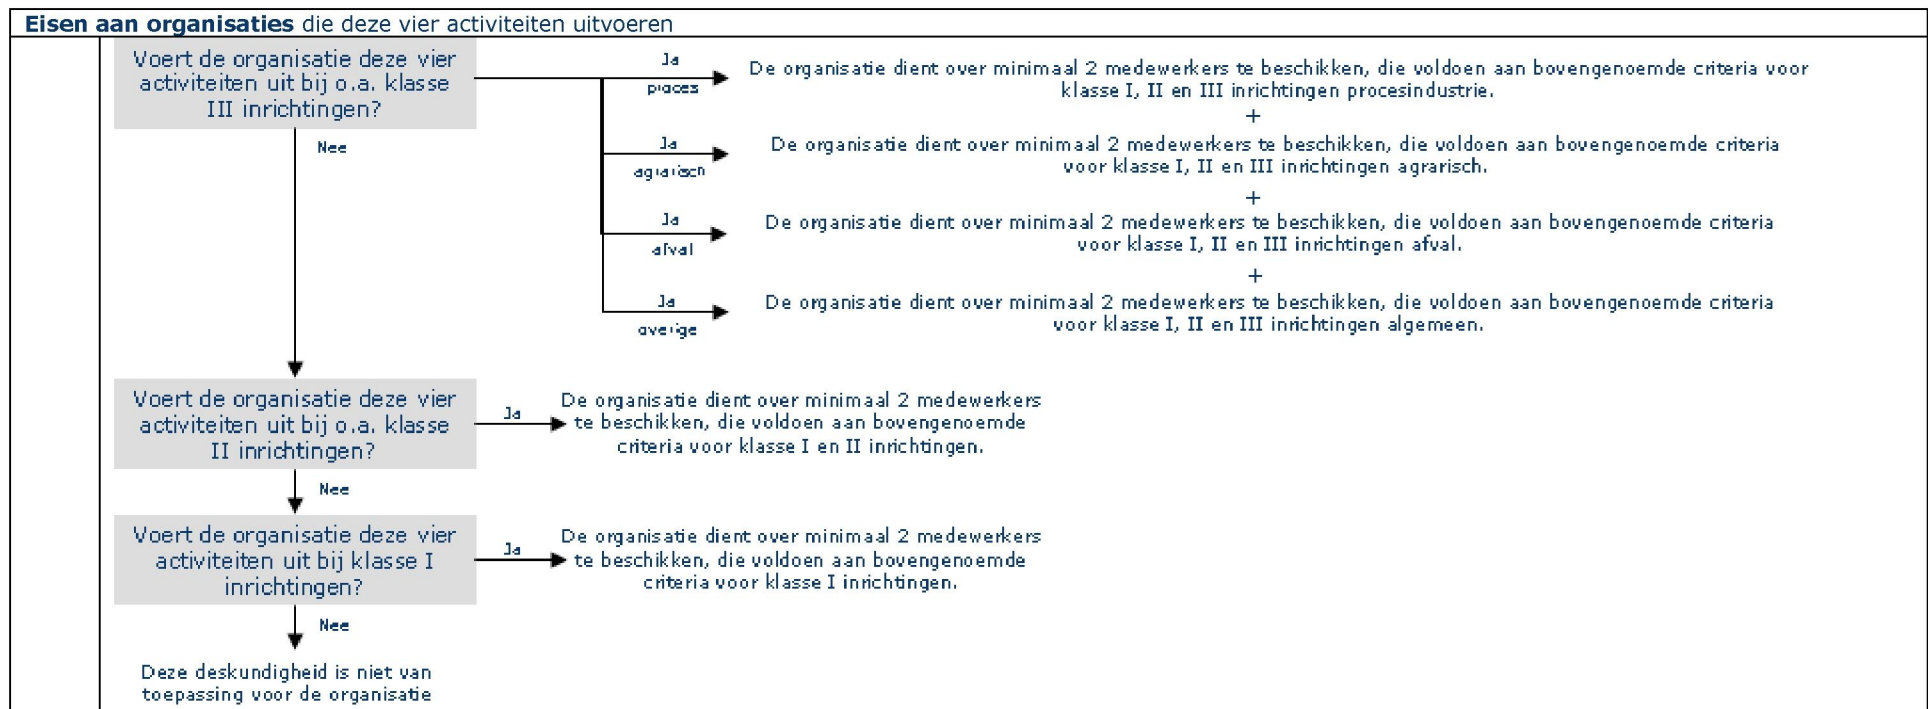 Eisen aan organisaties die deze vier activiteiten uitvoeren
Voert de organisatie deze vier
activiteiten uit bij o.a. klasse
III inrichtingen?
Ja
proces
De organisatie dient over minimaal 2 medewerkers te beschikken, die voldoen aan bovengenoemde criteria voor
klasse I, II en III inrichtingen procesindustrie.
+
Nee
Ja
agrarisch
De organisatie dient over minimaal 2 medewerkers te beschikken, die voldoen aan bovengenoemde criteria
voor klasse I, II en III inrichtingen agrarisch.
+
Ja
afval
De organisatie dient over minimaal 2 medewerkers te beschikken, die voldoen aan bovengenoemde criteria
voor klasse I, II en III inrichtingen afval.
+
Ja
overige
De organisatie dient over minimaal 2 medewerkers te beschikken, die voldoen aan bovengenoemde criteria
voor klasse I, II en III inrichtingen algemeen.
Voert de organisatie deze vier
activiteiten uit bij o.a. klasse
II inrichtingen?
Ja
De organisatie dient over minimaal 2 medewerkers
te beschikken, die voldoen aan bovengenoemde
criteria voor klasse I en II inrichtingen.
Nee
Voert de organisatie deze vier
activiteiten uit bij klasse I
inrichtingen?
Ja
De organisatie dient over minimaal 2 medewerkers
te beschikken, die voldoen aan bovengenoemde
criteria voor klasse I inrichtingen.
Nee
Deze deskundigheid is niet van
toepassing voor de organisatie